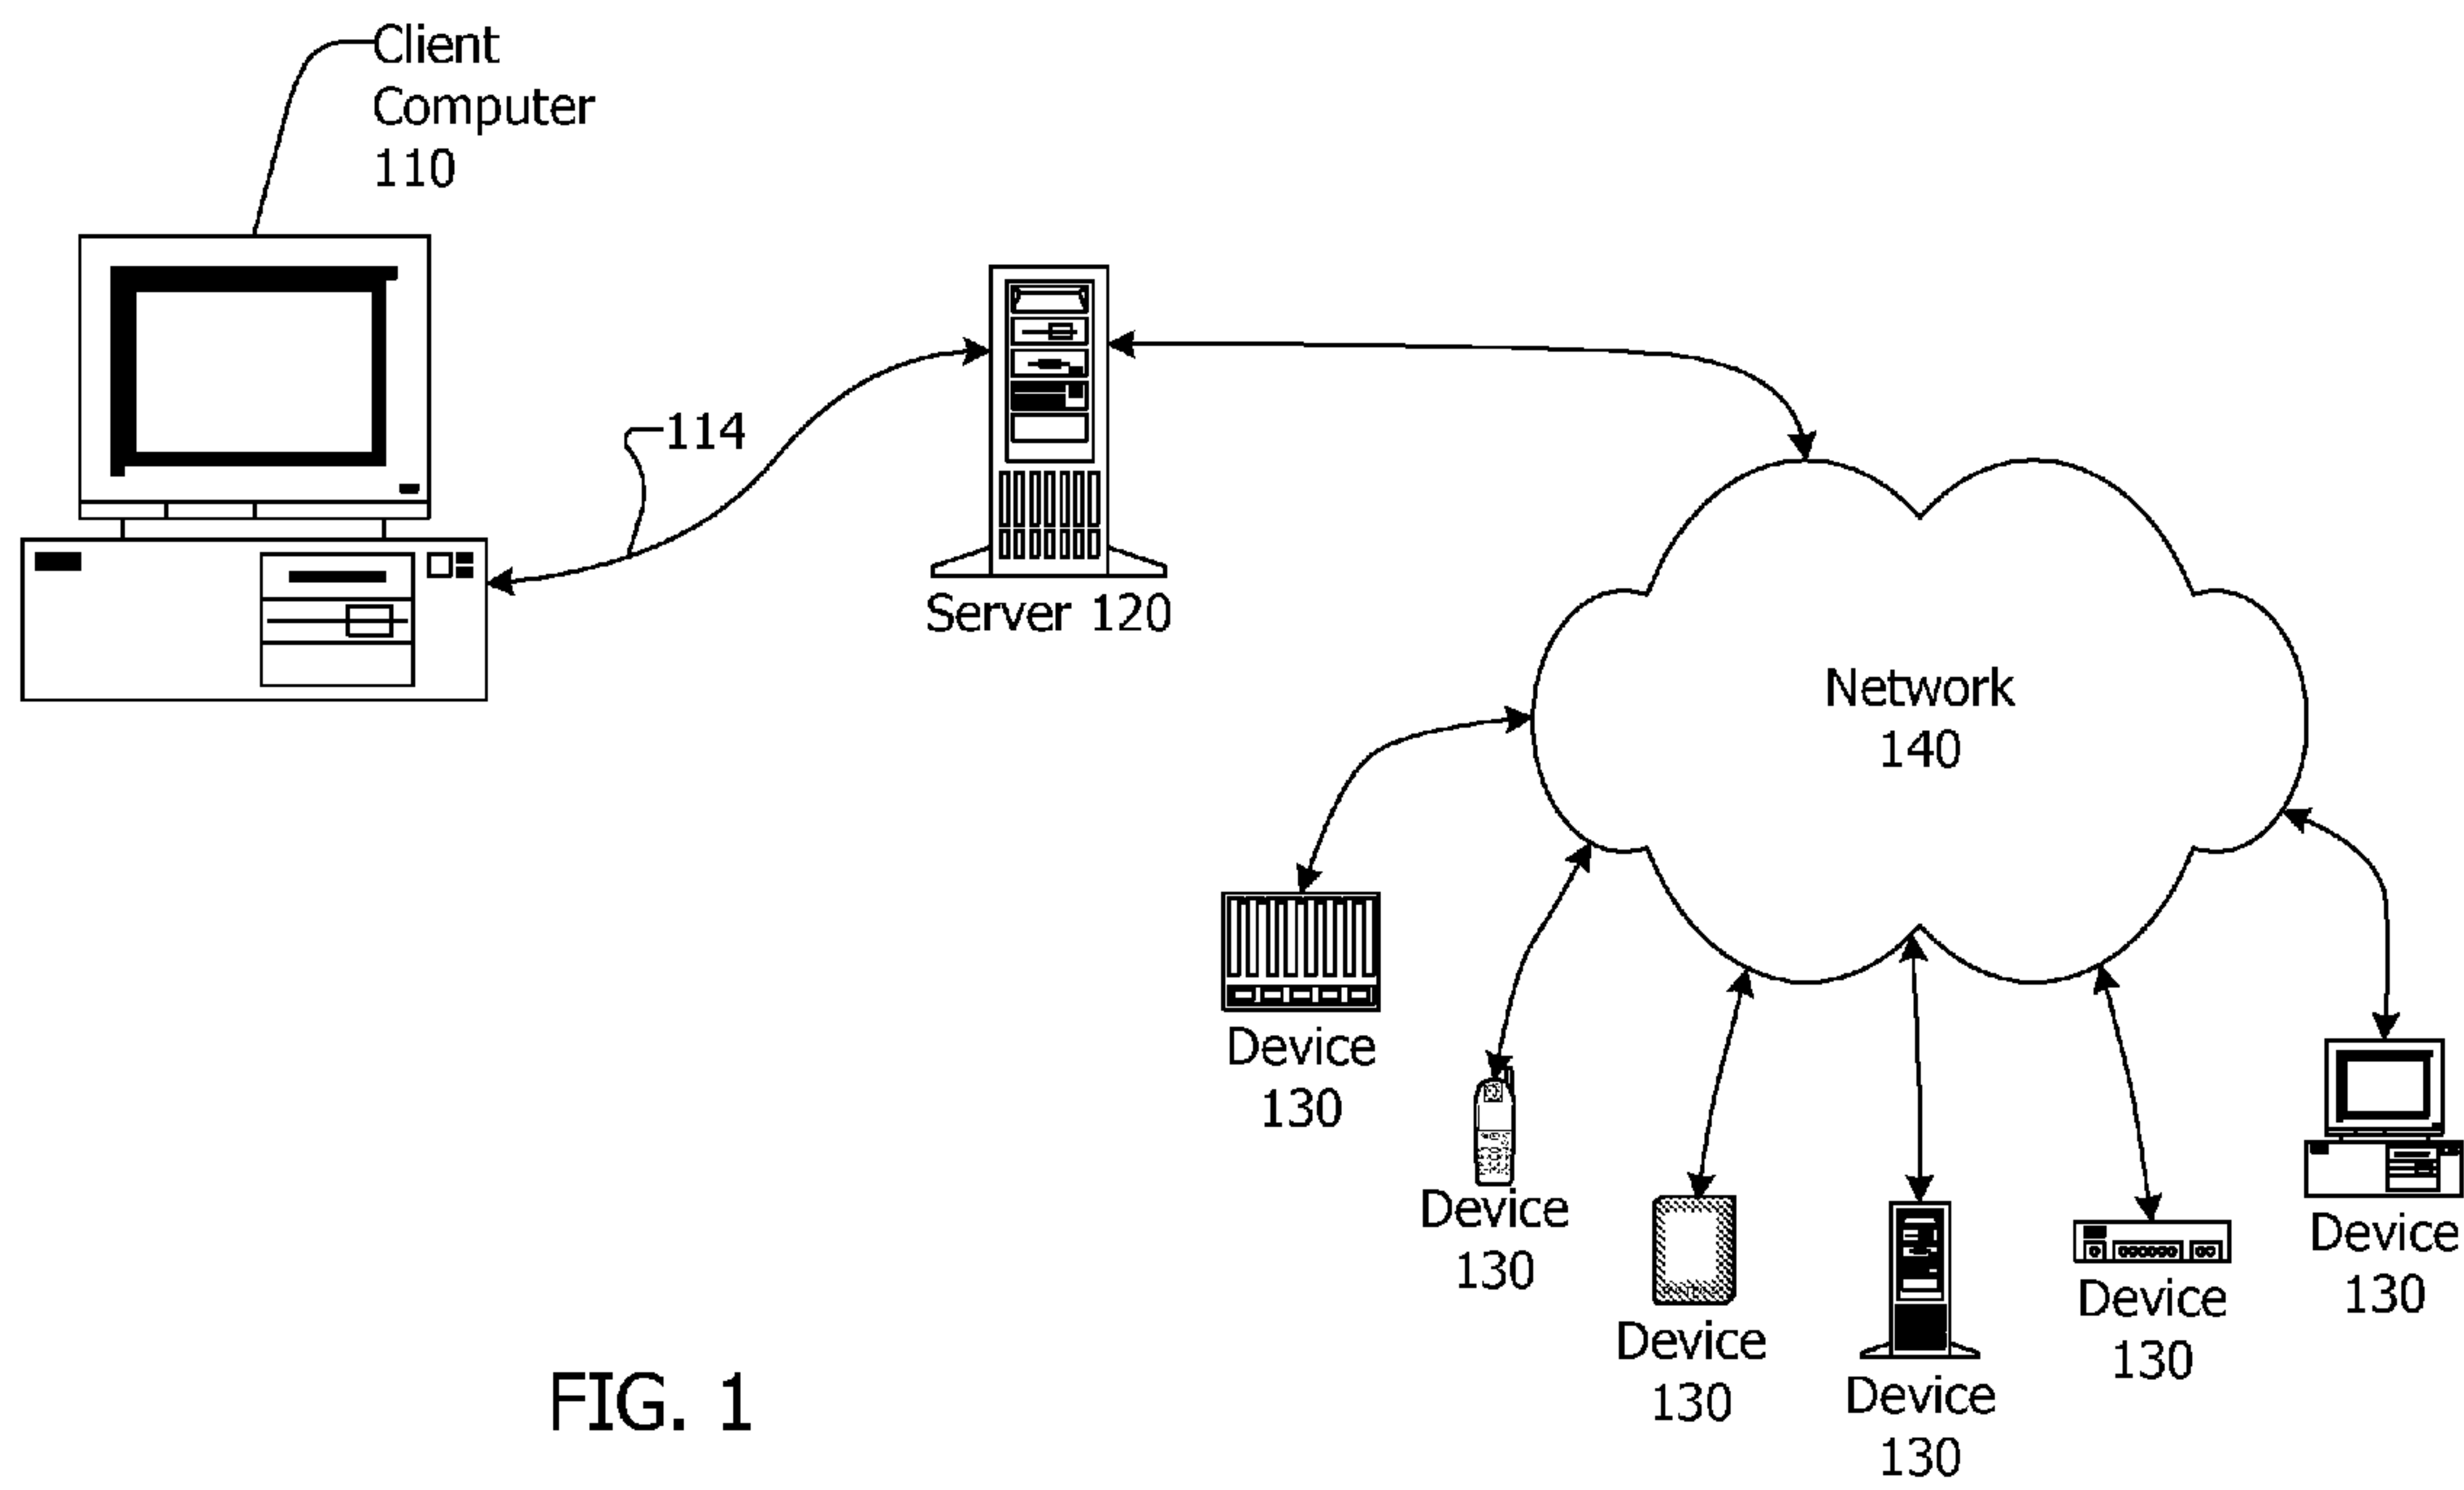 Client
Computer
110
114
Server 120
Network
140
Device
130
Device
130
Device
130
Device
130
Device
130
Device
130
FIG. 1